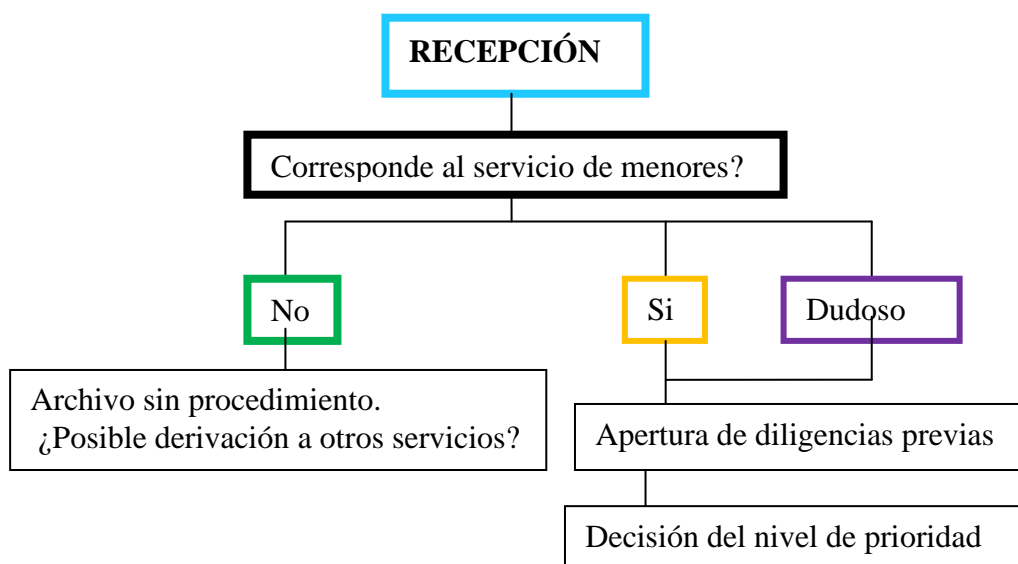 RECEPCIÓN
Corresponde al servicio de menores?
No
Si
Dudoso
Archivo sin procedimiento.
¿Posible derivación a otros servicios?
Apertura de diligencias previas
Decisión del nivel de prioridad